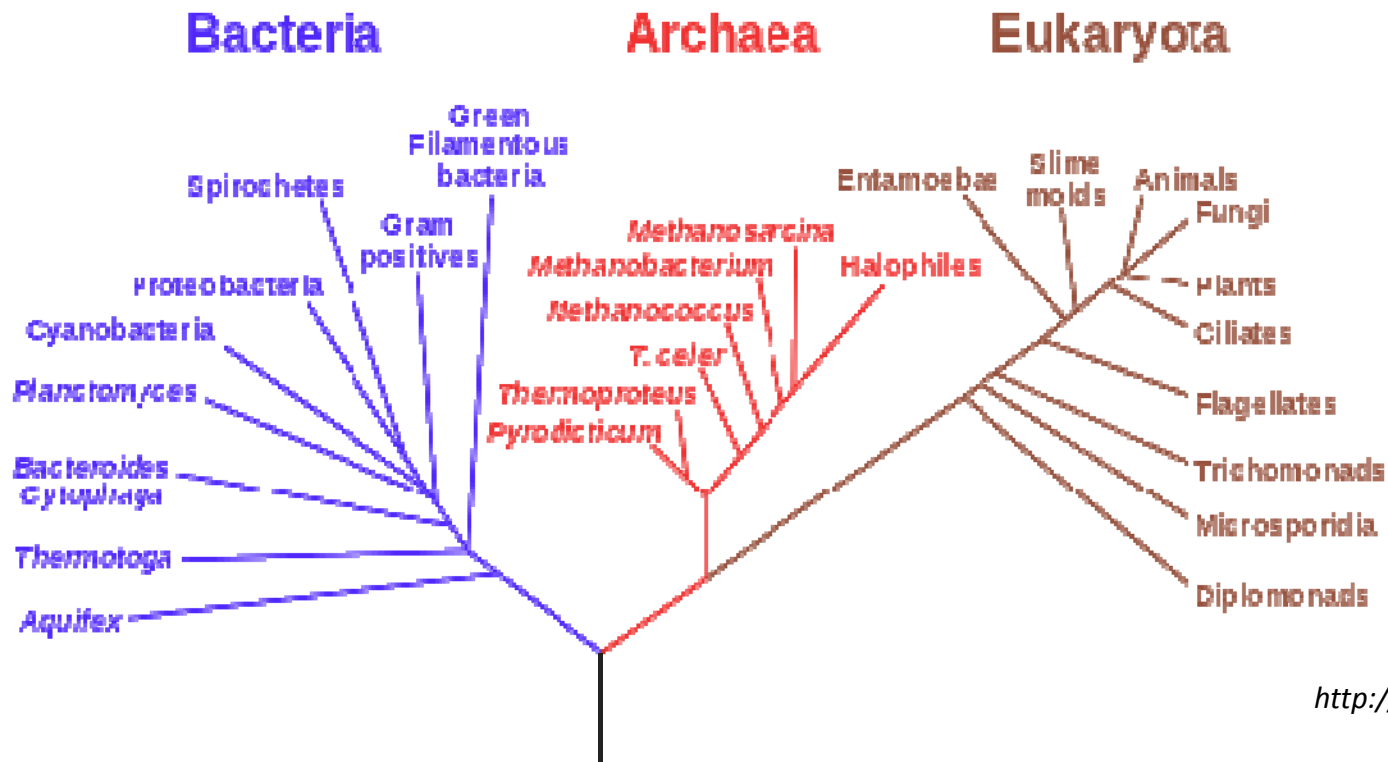 Bacteria
Archaea
Eukaryota
Green
Filamentous
bacteria
Spirochetes
Gram
positives
Proteobacteria
Cyanobacteria
Planctomyces
Bacteroides
Cytophaga
Thermotoga
Aquifex
Methanosarcina
Methanobacterium
Halophiles
Methanococcus
T. celer
Thermoproteus
Pyrodicticum
Entamoebæ
Slime
molds
Animals
Fungi
Plants
Ciliates
Flagellates
Trichomonads
Microsporidia
Diplomonads
http:/